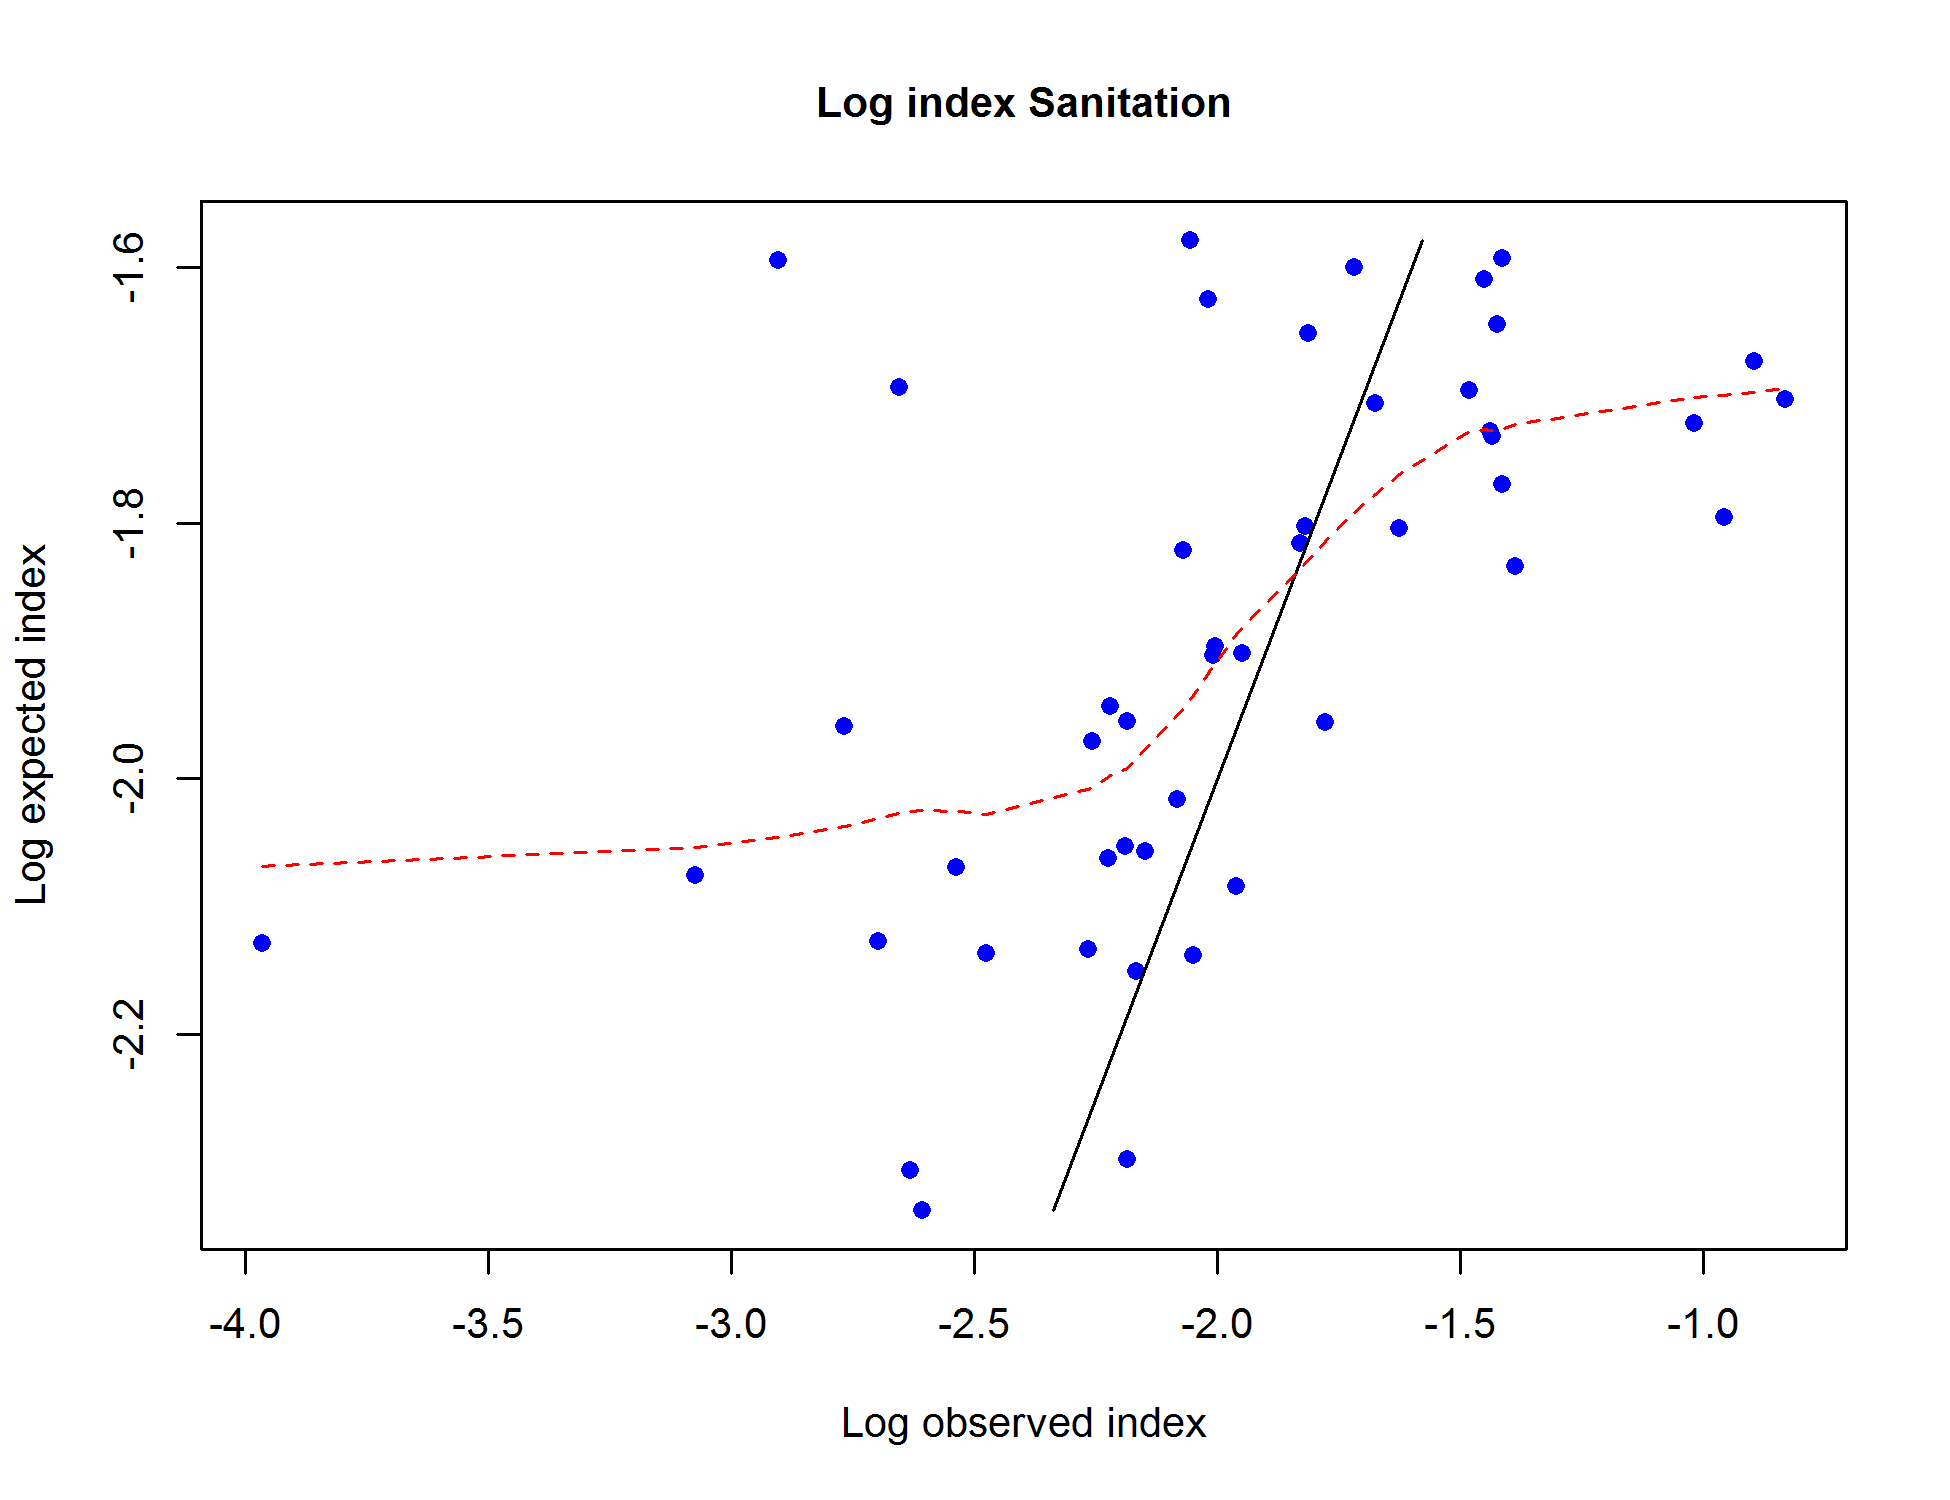 Log index Sanitation
Log expected index
-1.6
-1.8
-2.0
-2.2
-4.0 -3.5 -3.0 -2.5 -2.0 -1.5 -1.0
Log observed index